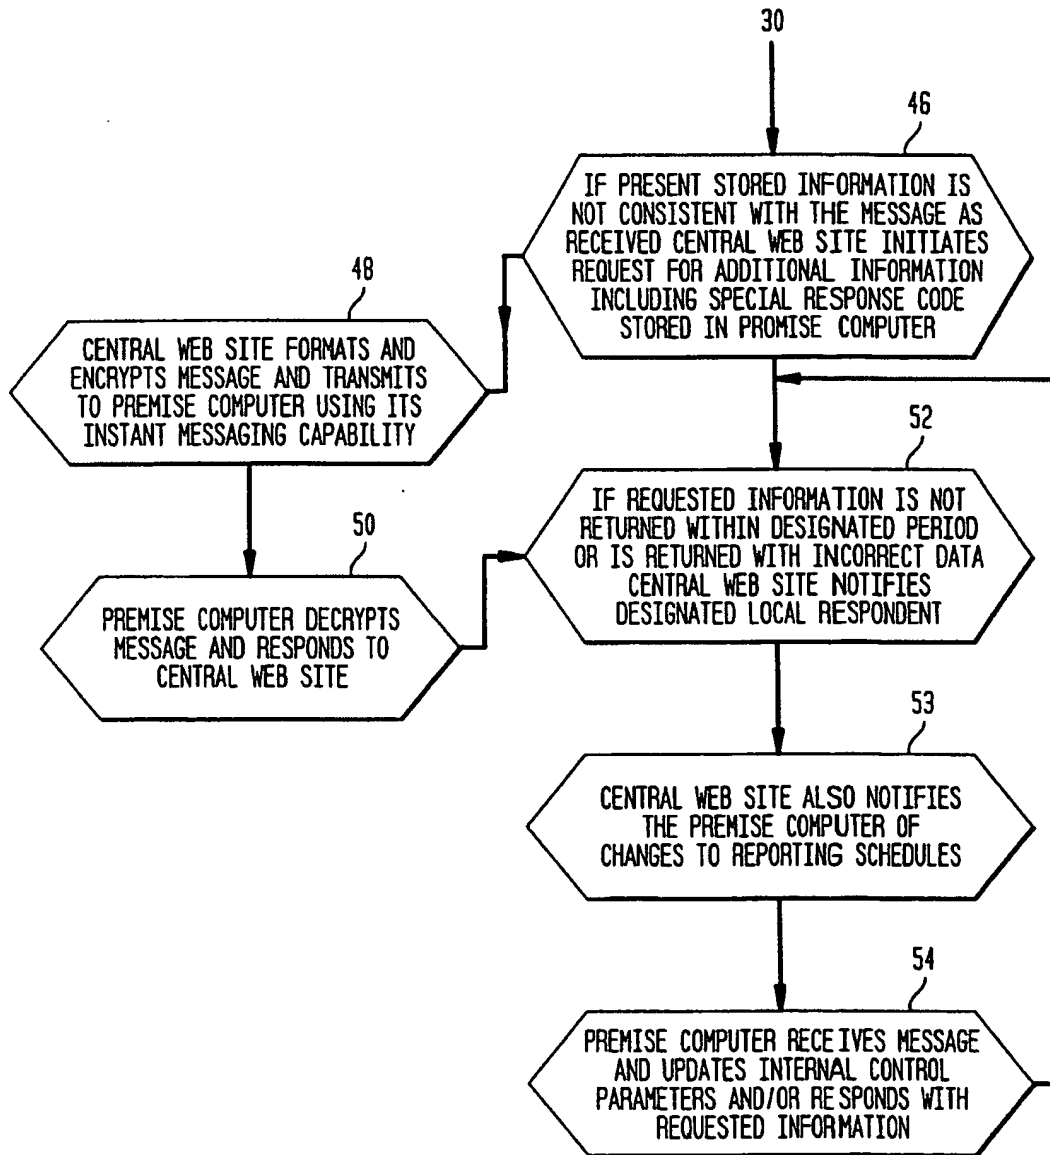 30
46
IF PRESENT STORED INFORMATION IS
NOT CONSISTENT WITH THE MESSAGE AS
RECEIVED CENTRAL WEB SITE INITIATES
REQUEST FOR ADDITIONAL INFORMATION
INCLUDING SPECIAL RESPONSE CODE
STORED IN PROMISE COMPUTER
48
CENTRAL WEB SITE FORMATS AND
ENCRYPTS MESSAGE AND TRANSMITS
TO PREMISE COMPUTER USING ITS
INSTANT MESSAGING CAPABILITY
50
PREMISE COMPUTER DECRYPTS
MESSAGE AND RESPONDS TO
CENTRAL WEB SITE
52
IF REQUESTED INFORMATION IS NOT
RETURNED WITHIN DESIGNATED PERIOD
OR IS RETURNED WITH INCORRECT DATA
CENTRAL WEB SITE NOTIFIES
DESIGNATED LOCAL RESPONDENT
53
CENTRAL WEB SITE ALSO NOTIFIES
THE PREMISE COMPUTER OF
CHANGES TO REPORTING SCHEDULES
54
PREMISE COMPUTER RECEIVES MESSAGE
AND UPDATES INTERNAL CONTROL
PARAMETERS AND/OR RESPONDS WITH
REQUESTED INFORMATION